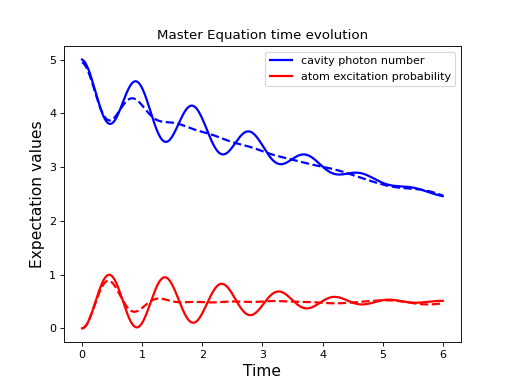 Master Equation time evolution
cavity photon number
atom excitation probability
Expectation values
5
4
3
2
1
0
0 1 2 3 4 5 6
Time